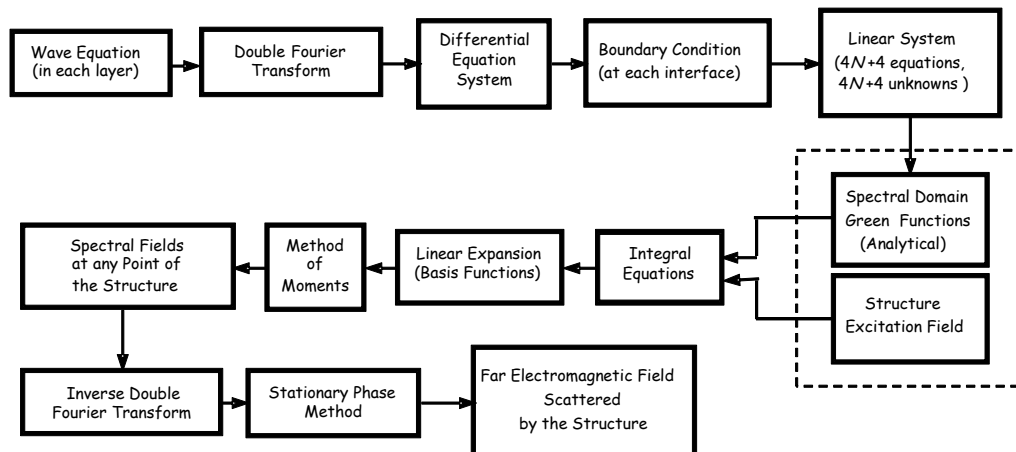 Wave Equation
(in each layer)
Double Fourier
Transform
Differential
Equation
System
Boundary Condition
(at each interface)
Linear System
(4N+4 equations,
4N+4 unknowns )
Spectral Domain
Green Functions
(Analytical)
Structure
Excitation Field
Integral
Equations
Linear Expansion
(Basis Functions)
Method
of
Moments
Spectral Fields
at any Point of
the Structure
Inverse Double
Fourier Transform
Stationary Phase
Method
Far Electromagnetic Field
Scattered
by the Structure